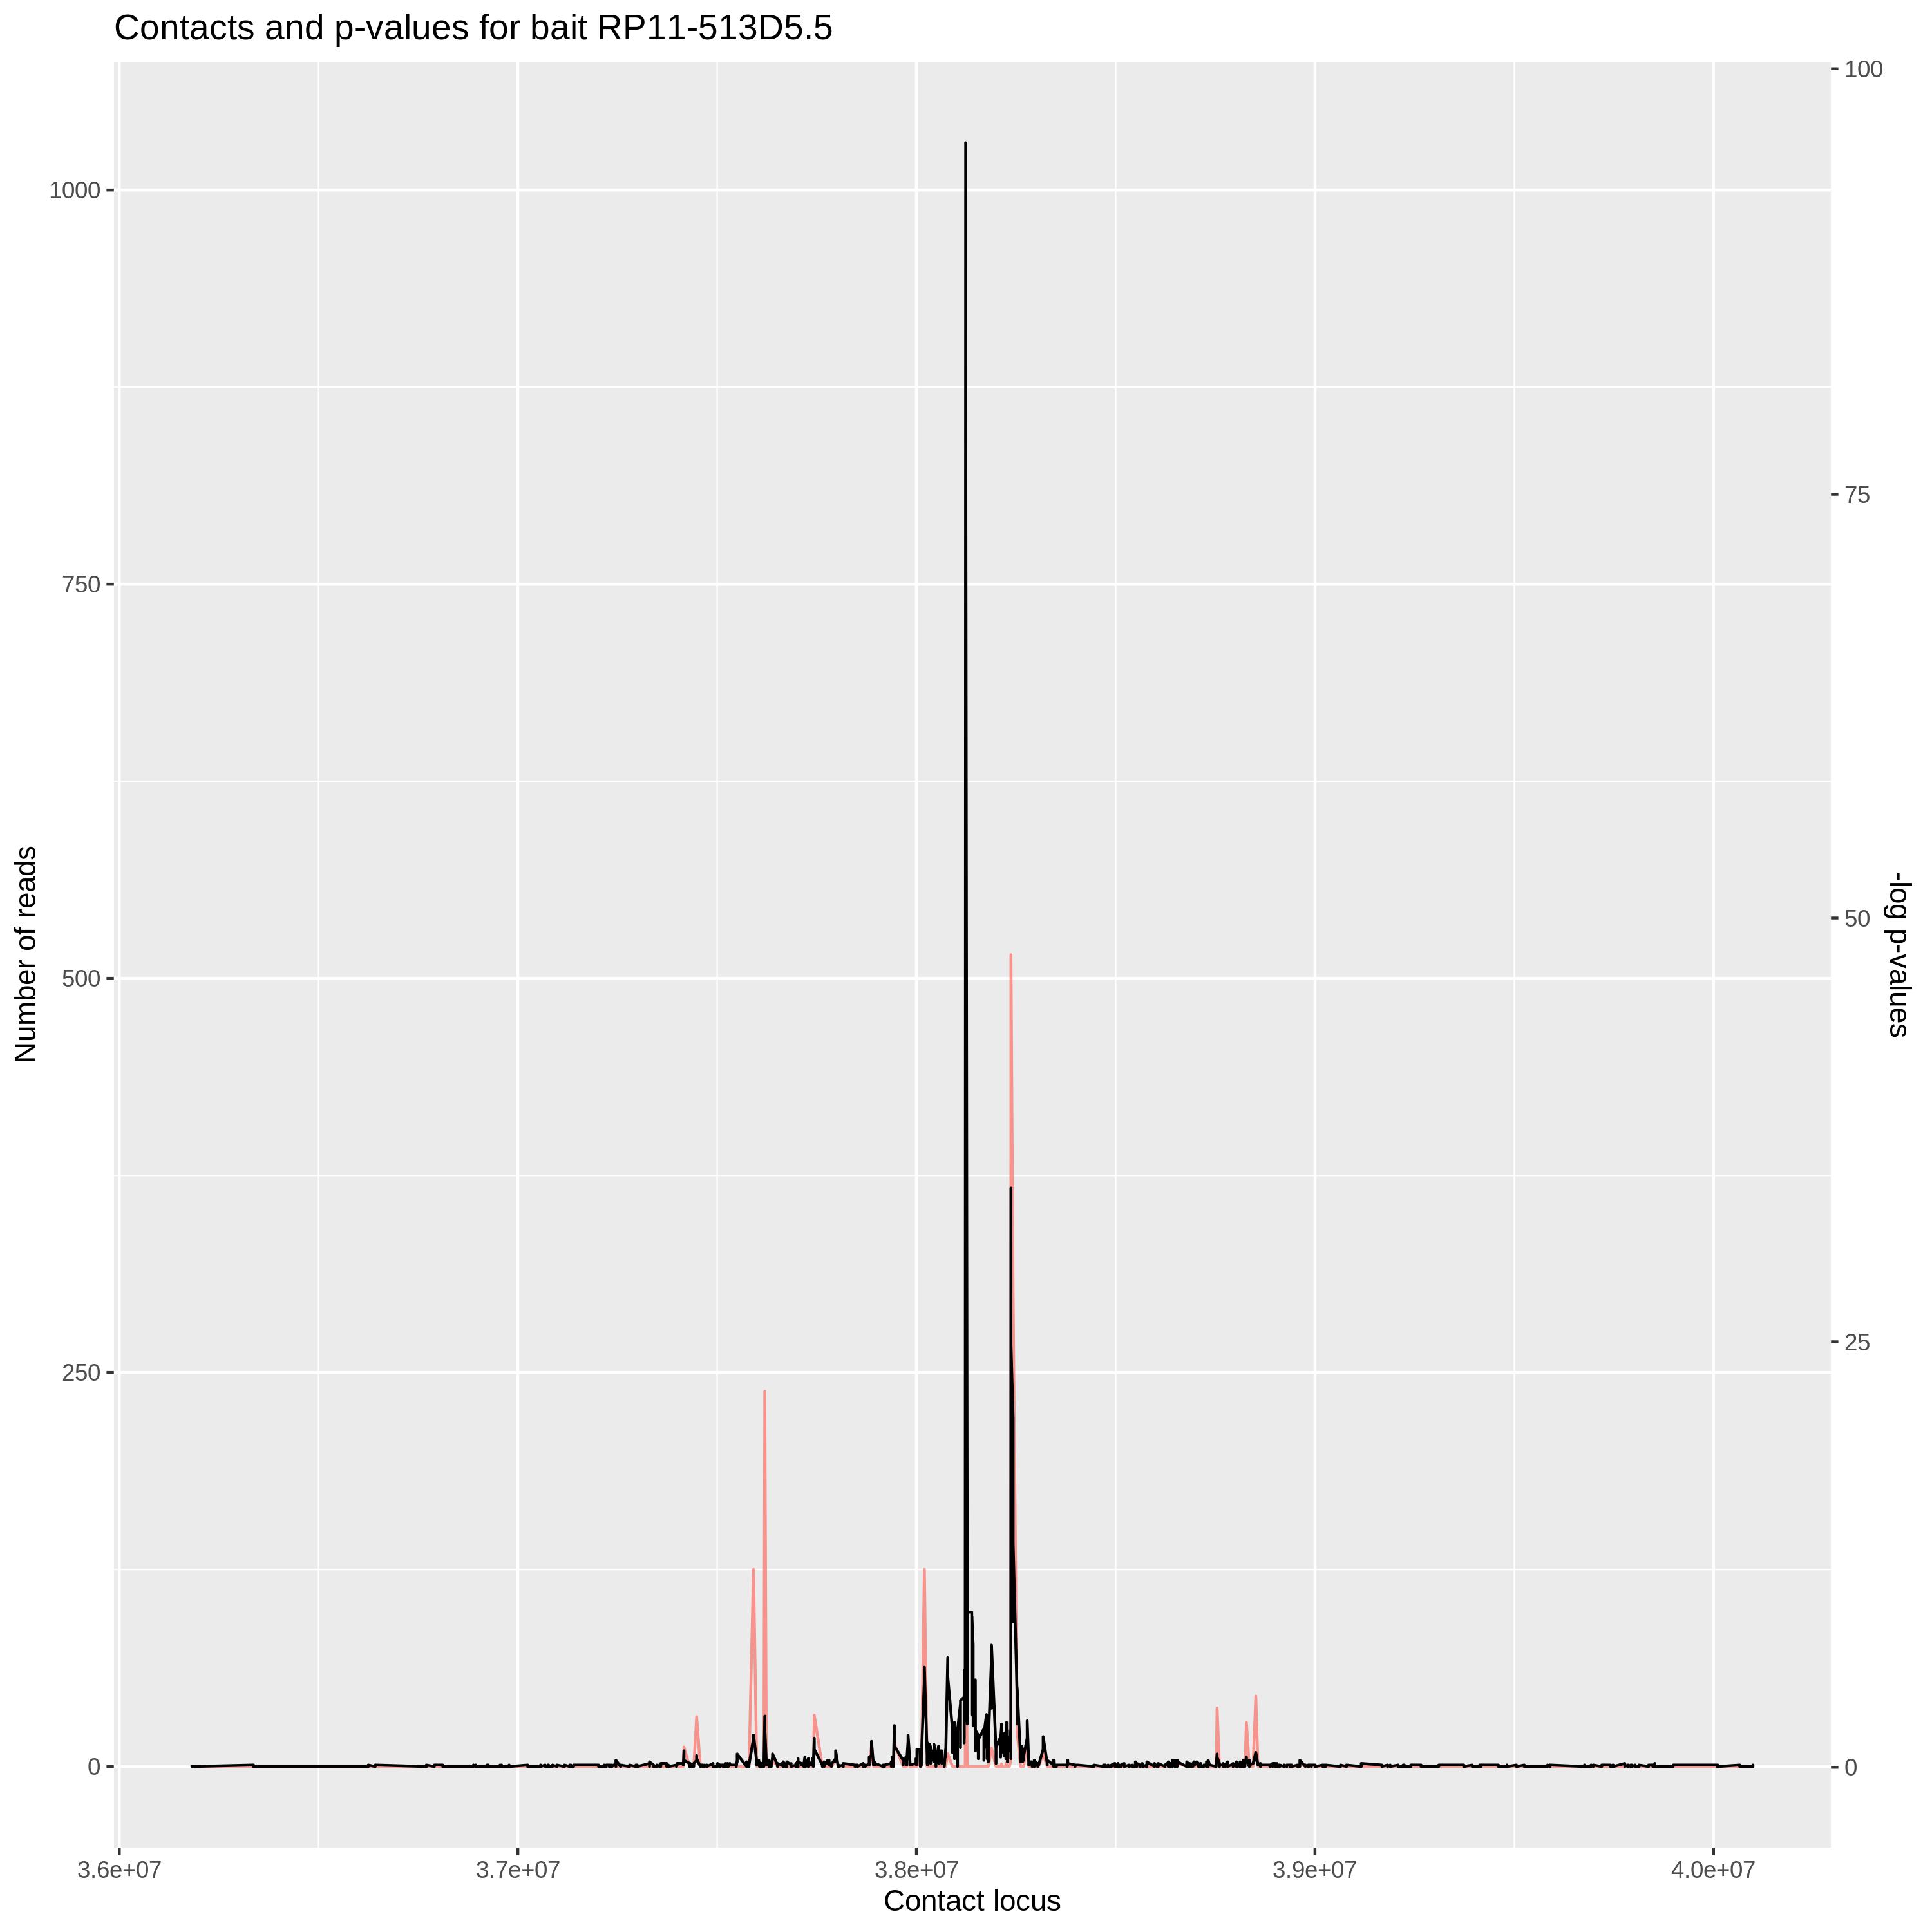 Contacts and p-values for bait RP11-513D5.5
1000
750
500
250
0
Number of reads
100
75
50
25
0
-log p-values
3.6e+07
3.7e+07
3.8e+07
3.9e+07
4.0e+07
Contact locus